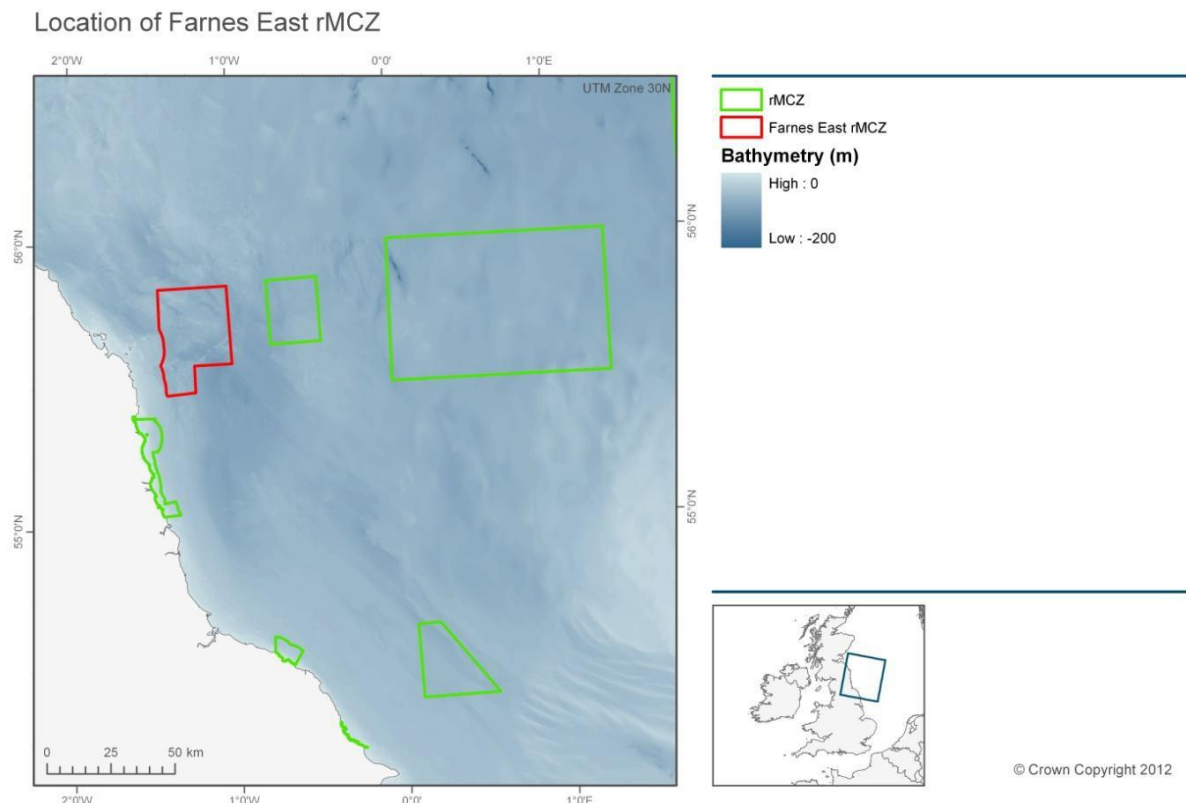 Location of Farnes East rMCZ
2°0'W 1°0'W 0°0' 1°0'E
UTM Zone 30N
56°0'N
56°0'N
55°0'N
55°0'N
0 25 50 km
2°0'W 1°0'W 0°0' 1°0'E
rMCZ
Farnes East rMCZ
Bathymetry (m)
High : 0
Low : -200
© Crown Copyright 2012